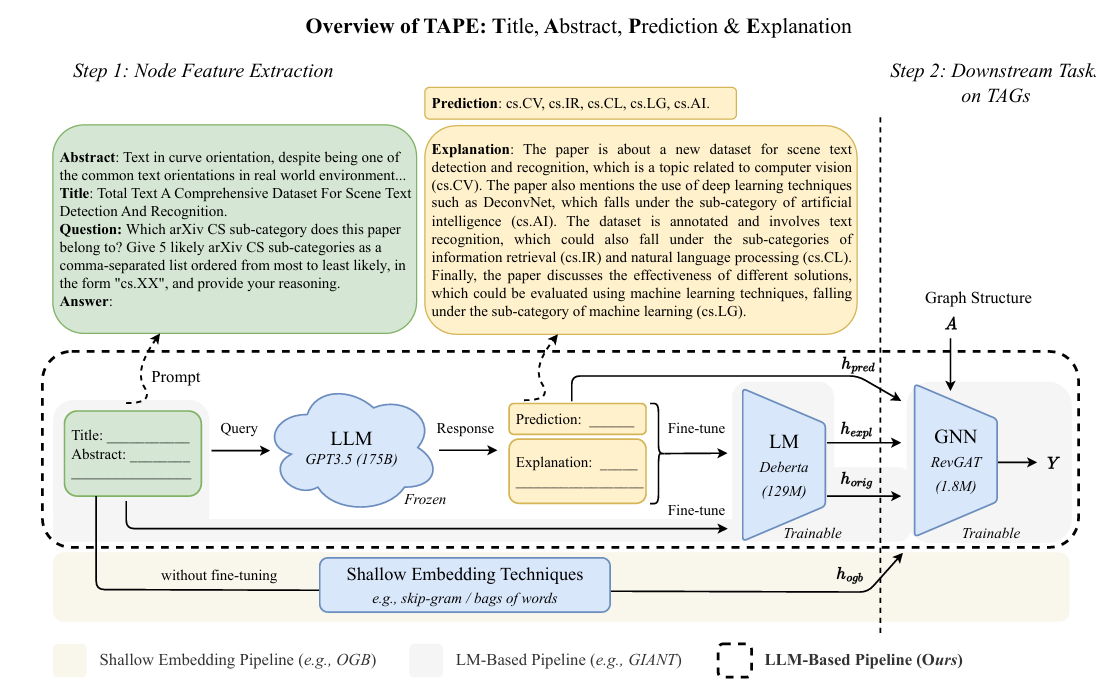 Overview of TAPE: Title, Abstract, Prediction & Explanation
Step 1: Node Feature Extraction
Step 2: Downstream Task
on TAGs
Prediction: cs.CV, cs.IR, cs.CL, cs.LG, cs.AI.
Abstract: Text in curve orientation, despite being one of
the common text orientations in real world environment...
Title: Total Text A Comprehensive Dataset For Scene Text
Detection And Recognition.
Question: Which arXiv CS sub-category does this paper
belong to? Give 5 likely arXiv CS sub-categories as a
comma-separated list ordered from most to least likely, in
the form "cs.XX", and provide your reasoning.
Answer:
Explanation: The paper is about a new dataset for scene text
detection and recognition, which is a topic related to computer vision
(cs.CV). The paper also mentions the use of deep learning techniques
such as DeconvNet, which falls under the sub-category of artificial
intelligence (cs.AI). The dataset is annotated and involves text
recognition, which could also fall under the sub-categories of
information retrieval (cs.IR) and natural language processing (cs.CL).
Finally, the paper discusses the effectiveness of different solutions,
which could be evaluated using machine learning techniques, falling
under the sub-category of machine learning (cs.LG).
Graph Structure
A
Prompt
h_pred
Title: ___________
Abstract: ________
________________
Query
LLM
GPT3.5 (175B)
Frozen
Response
Prediction: ______
Explanation: _____
_________________
Fine-tune
Fine-tune
LM
Deberta
(129M)
Trainable
h_expl
h_orig
GNN
RevGAT
(1.8M)
Trainable
Y
without fine-tuning
Shallow Embedding Techniques
e.g., skip-gram / bags of words
h_ogb
Shallow Embedding Pipeline (e.g., OGB)
LM-Based Pipeline (e.g., GIANT)
LLM-Based Pipeline (Ours)